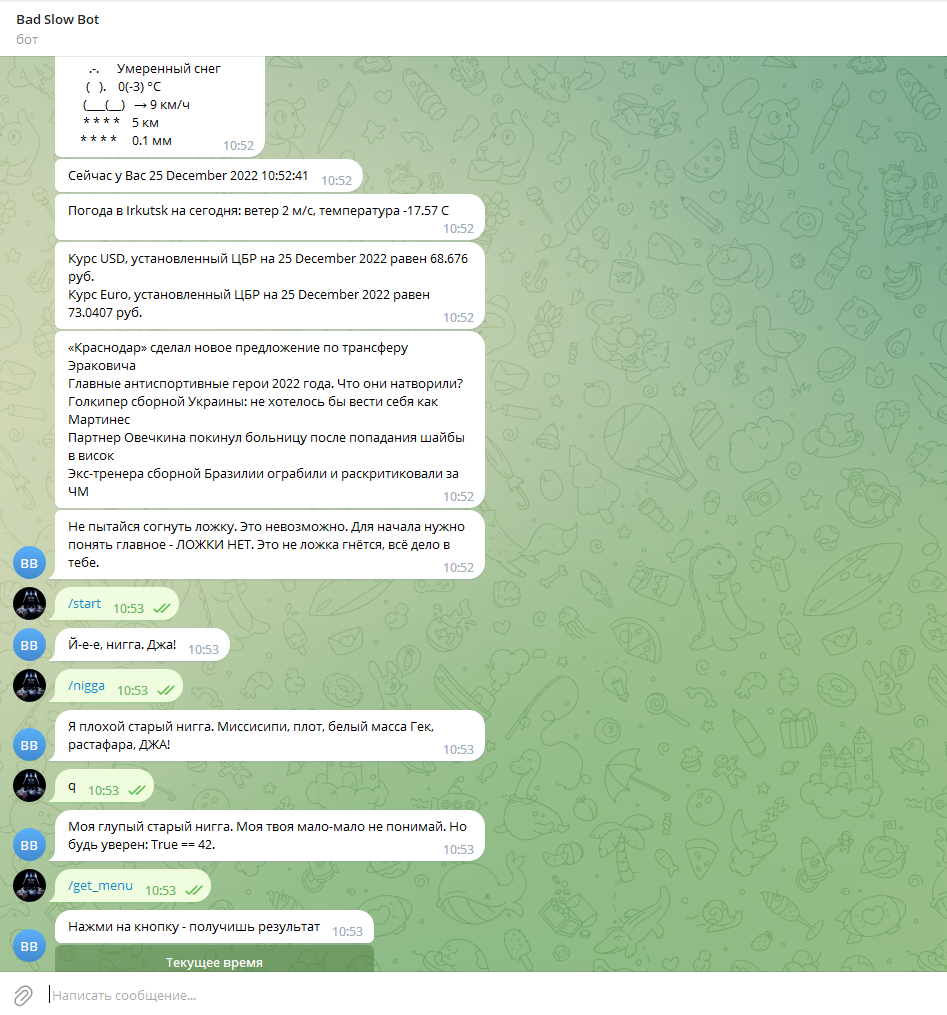 Bad Slow Bot
бот
.-. Умеренный снег
( ). 0(-3) °C
(___(__) → 9 км/ч
* * * * 5 км
* * * * 0.1 мм
10:52
Сейчас у Вас 25 December 2022 10:52:41 10:52
Погода в Irkutsk на сегодня: ветер 2 м/с, температура -17.57 C
10:52
Курс USD, установленный ЦБР на 25 December 2022 равен 68.676
руб.
Курс Euro, установленный ЦБР на 25 December 2022 равен
73.0407 руб.
10:52
«Краснодар» сделал новое предложение по трансферу
Эраковича
Главные антиспортивные герои 2022 года. Что они натворили?
Голкипер сборной Украины: не хотелось бы вести себя как
Мартинес
Партнер Овечкина покинул больницу после попадания шайбы
в висок
Экс-тренера сборной Бразилии ограбили и раскритиковали за
ЧМ
10:52
Не пытайся согнуть ложку. Это невозможно. Для начала нужно
понять главное - ЛОЖКИ НЕТ. Это не ложка гнётся, всё дело в
тебе.
10:52
BB
/start 10:53
BB
Й-е-е, нигга. Джа! 10:53
/nigga 10:53
Я плохой старый нигга. Миссисипи, плот, белый масса Гек,
растафара, ДЖА!
10:53
BB
q 10:53
Моя глупый старый нигга. Моя твоя мало-мало не понимай. Но
будь уверен: True == 42.
10:53
BB
/get_menu 10:53
Нажми на кнопку - получишь результат 10:53
BB
Текущее время
Написать сообщение...